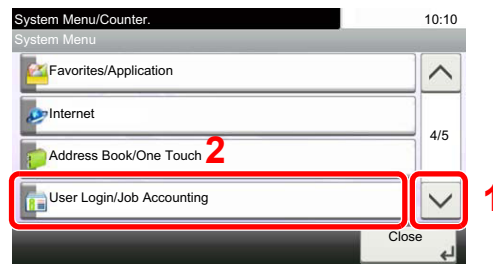 System Menu/Counter. 10:10
System Menu
Favorites/Application
Internet
4/5
Address Book/One Touch 2
User Login/Job Accounting 1
Close